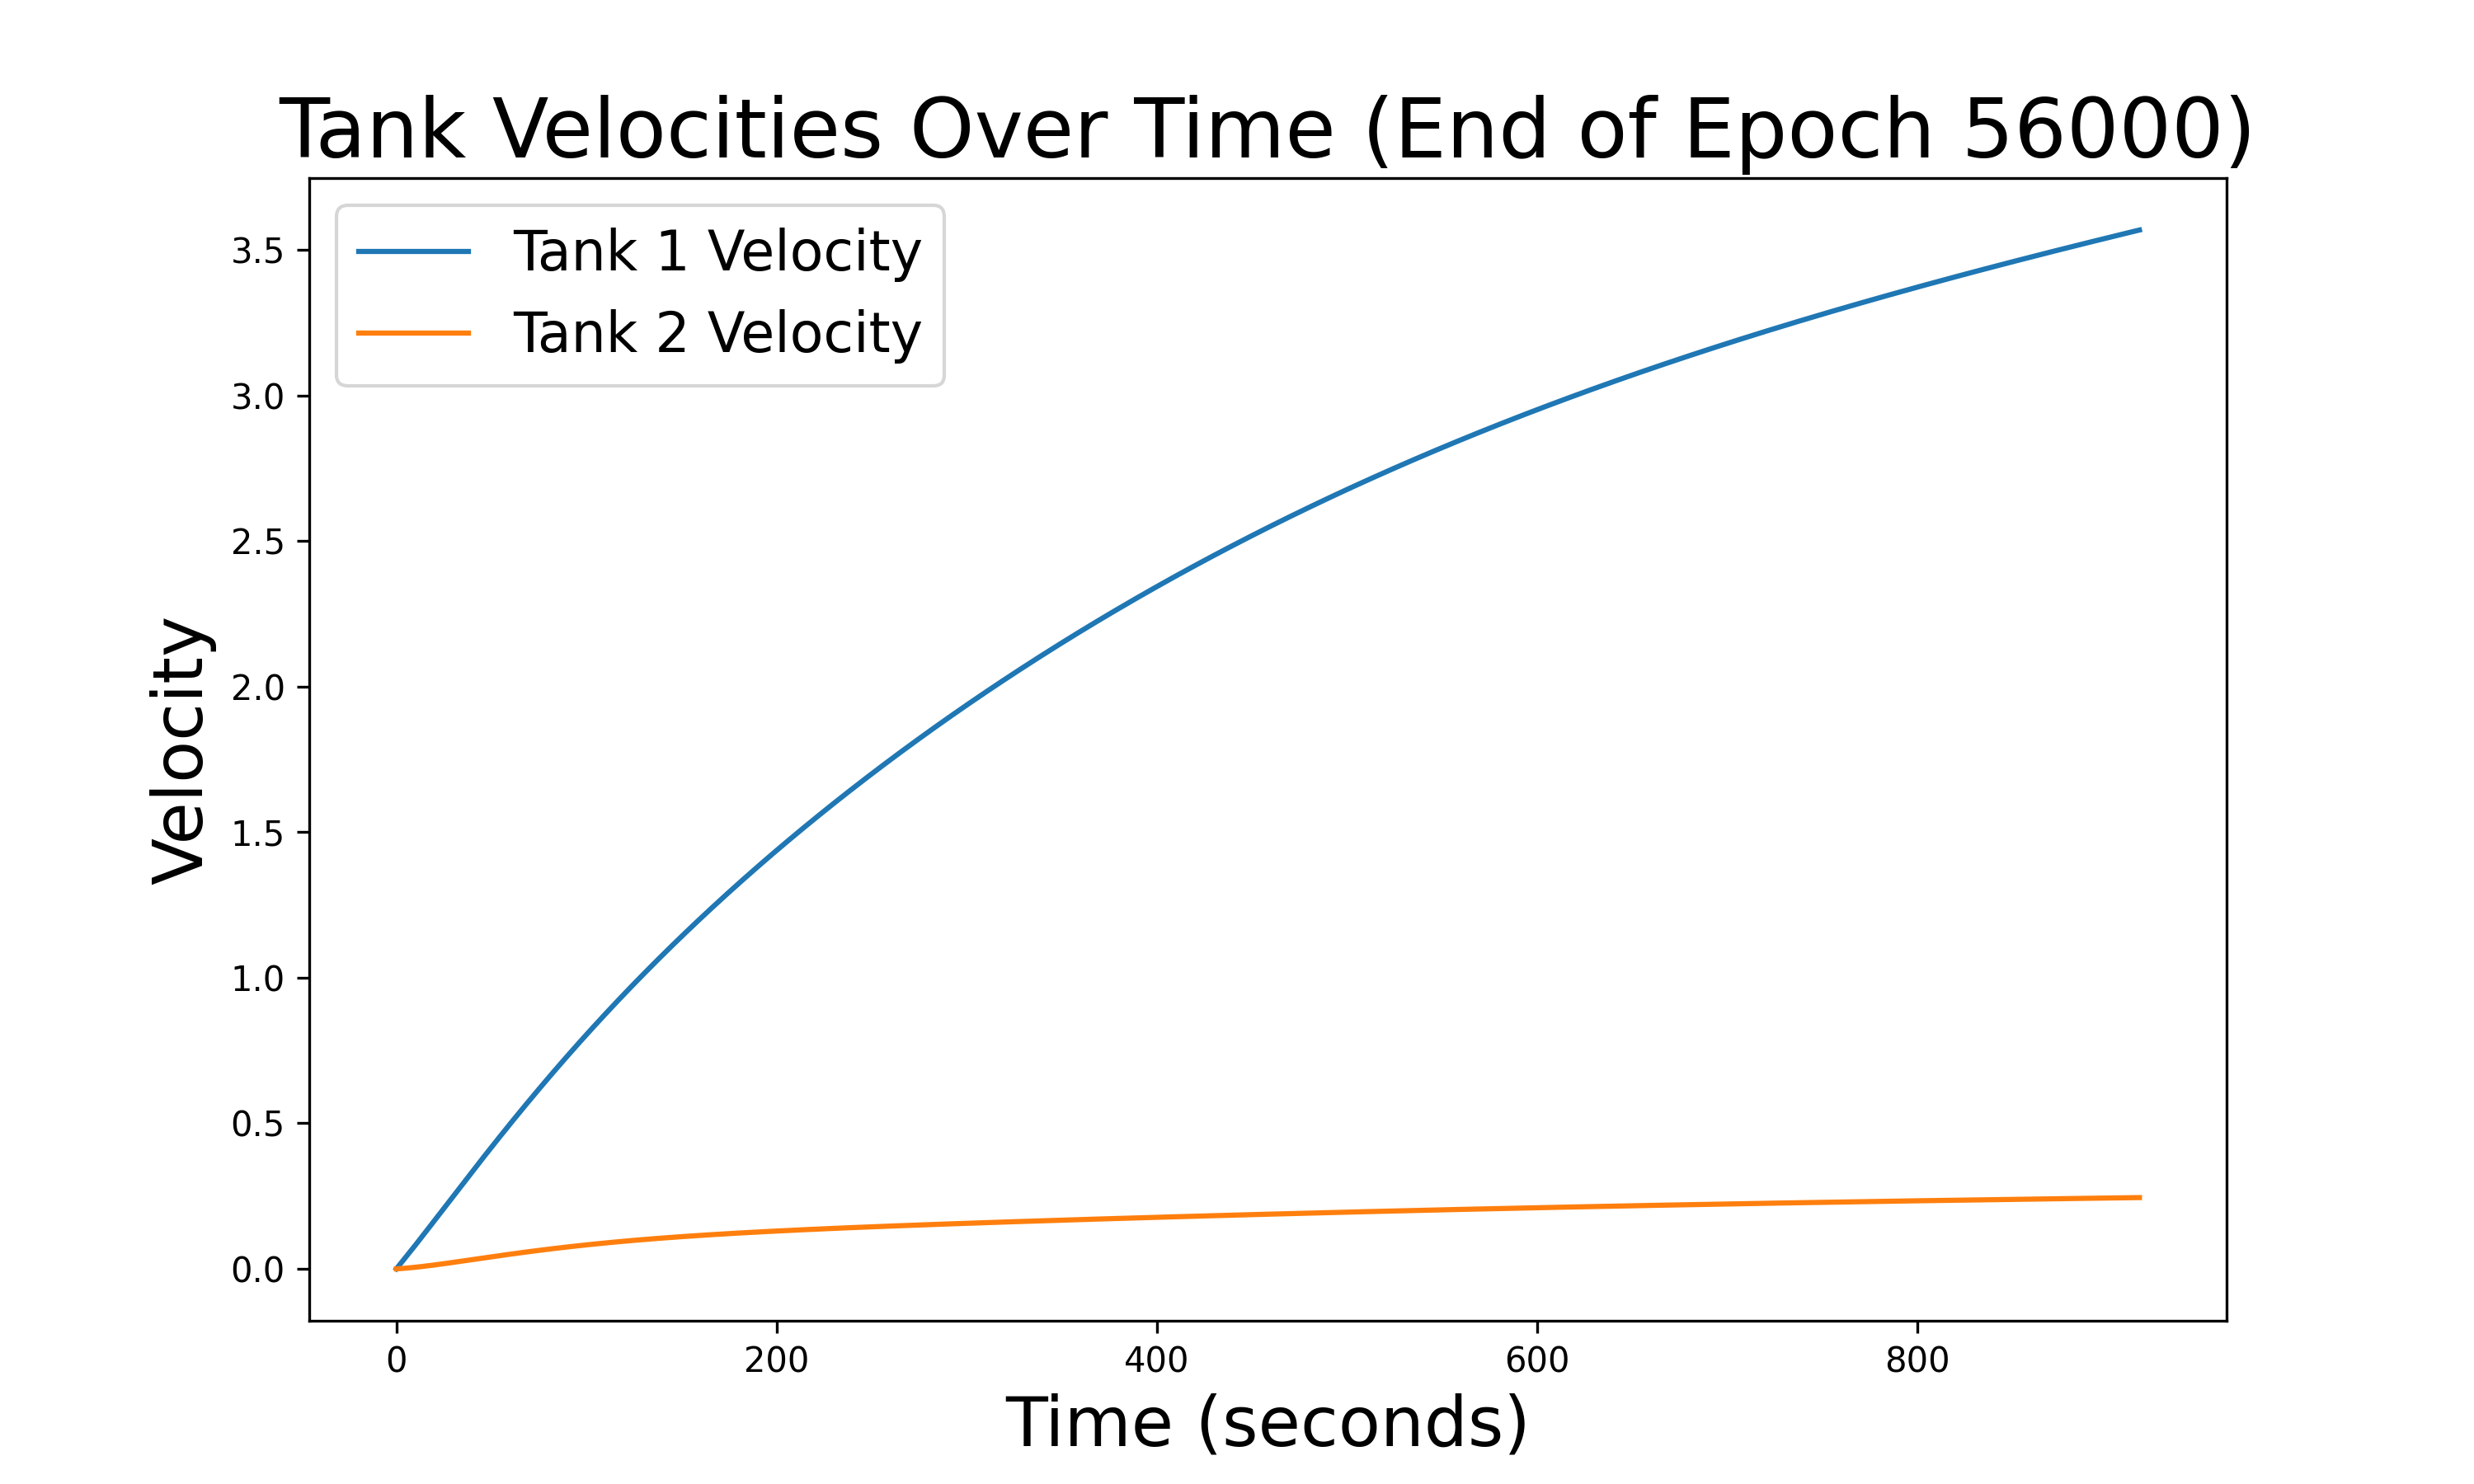 Tank Velocities Over Time (End of Epoch 56000)
Tank 1 Velocity
Tank 2 Velocity
3.5
3.0
2.5
2.0
1.5
1.0
0.5
0.0
Velocity
0 200 400 600 800
Time (seconds)